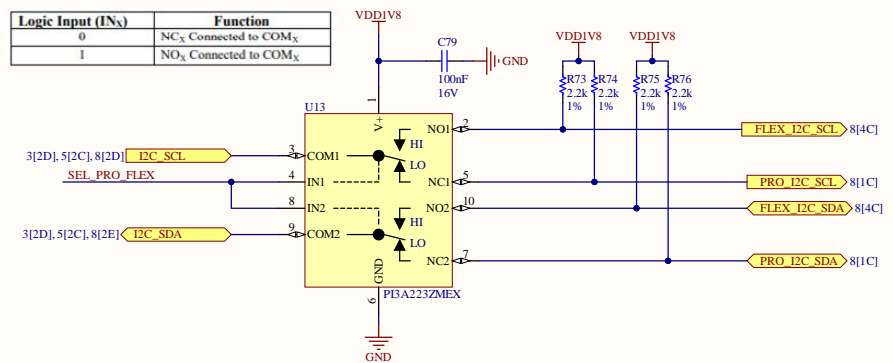 Logic Input (INX) Function
0 NCX Connected to COMX
1 NOX Connected to COMX
VDD1V8
C79
100nF
16V
GND
VDD1V8 VDD1V8
R73 R74 R75 R76
2.2k 2.2k 2.2k 2.2k
1% 1% 1% 1%
U13
1
V+
NO1 2 FLEX_I2C_SCL 8[4C]
HI
3[2D], 5[2C], 8[2D] I2C_SCL 3 COM1
LO
SEL_PRO_FLEX 4 IN1 NC1 5 PRO_I2C_SCL 8[1C]
8 IN2 NO2 10 FLEX_I2C_SDA 8[4C]
HI
3[2D], 5[2C], 8[2E] I2C_SDA 9 COM2
LO
NC2 7 PRO_I2C_SDA 8[1C]
GND
6
PI3A223ZMEX
GND